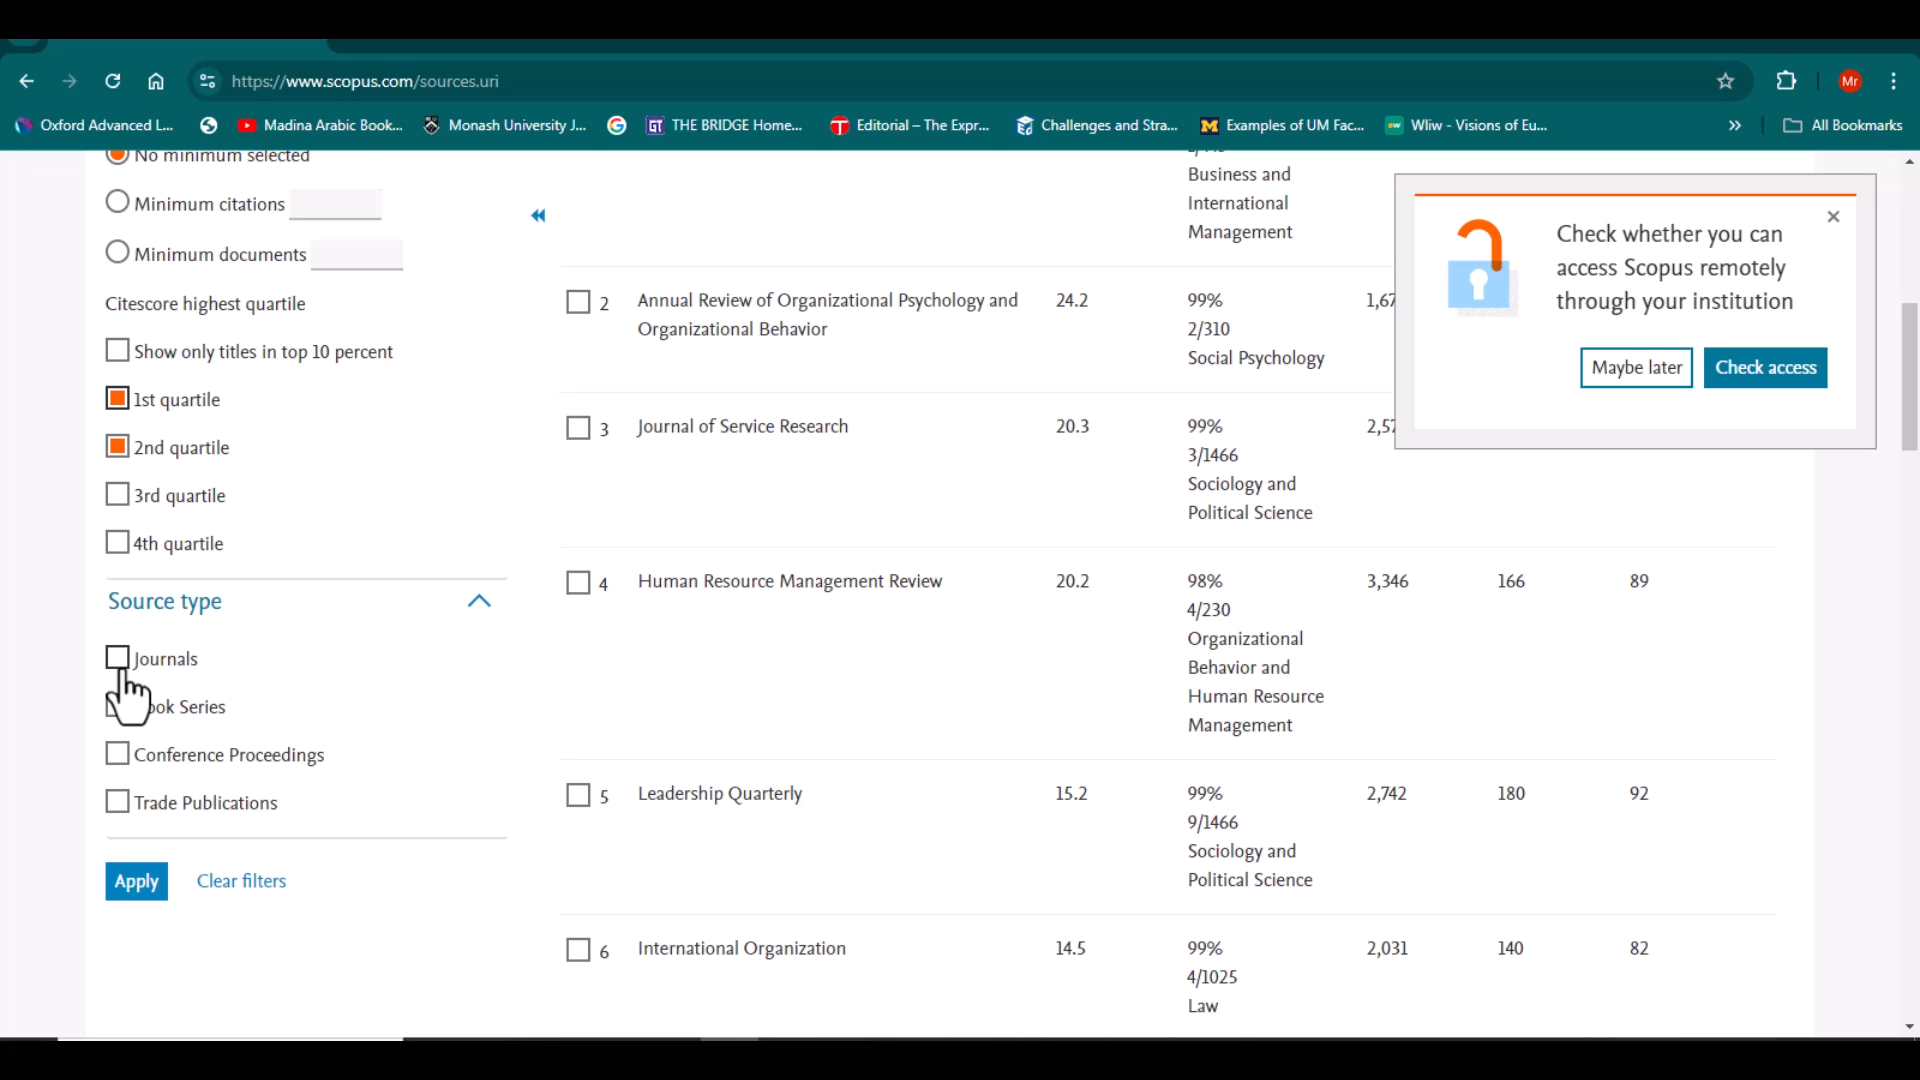 https://www.scopus.com/sources.uri
Mr
Oxford Advanced L...
Madina Arabic Book...
Monash University J...
THE BRIDGE Home...
Editorial – The Expr...
Challenges and Stra...
Examples of UM Fac...
Wliw - Visions of Eu...
All Bookmarks
No minimum selected
Minimum citations
Minimum documents
Citescore highest quartile
Show only titles in top 10 percent
1st quartile
2nd quartile
3rd quartile
4th quartile
Source type
Journals
Conference Proceedings
Trade Publications
Apply
Clear filters
Business and
International
Management
2
Annual Review of Organizational Psychology and
Organizational Behavior
24.2
99%
2/310
Social Psychology
1,67
3
Journal of Service Research
20.3
99%
3/1466
Sociology and
Political Science
2,57
4
Human Resource Management Review
20.2
98%
4/230
Organizational
Behavior and
Human Resource
Management
3,346
166
89
5
Leadership Quarterly
15.2
99%
9/1466
Sociology and
Political Science
2,742
180
92
6
International Organization
14.5
99%
4/1025
Law
2,031
140
82
Check whether you can
access Scopus remotely
through your institution
Maybe later
Check access